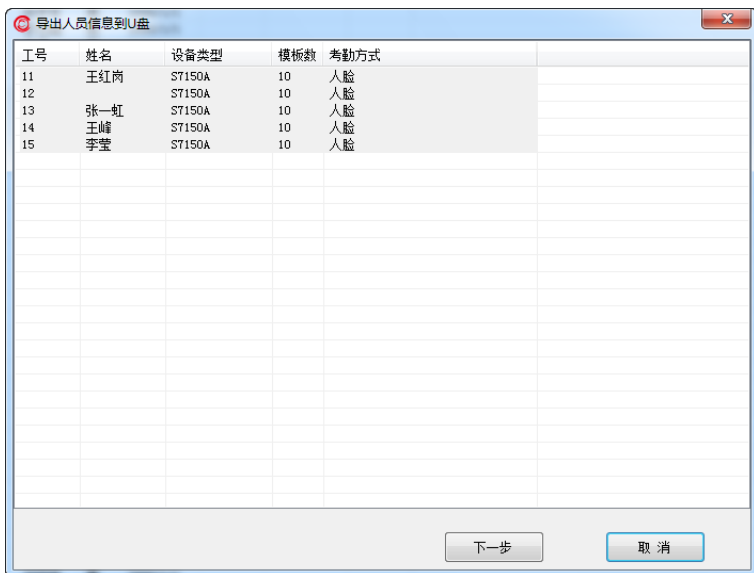 导出人员信息到U盘
工号 姓名 设备类型 模板数 考勤方式
11 王红岗 S7150A 10 人脸
12 S7150A 10 人脸
13 张一虹 S7150A 10 人脸
14 王峰 S7150A 10 人脸
15 李莹 S7150A 10 人脸
下一步 取 消